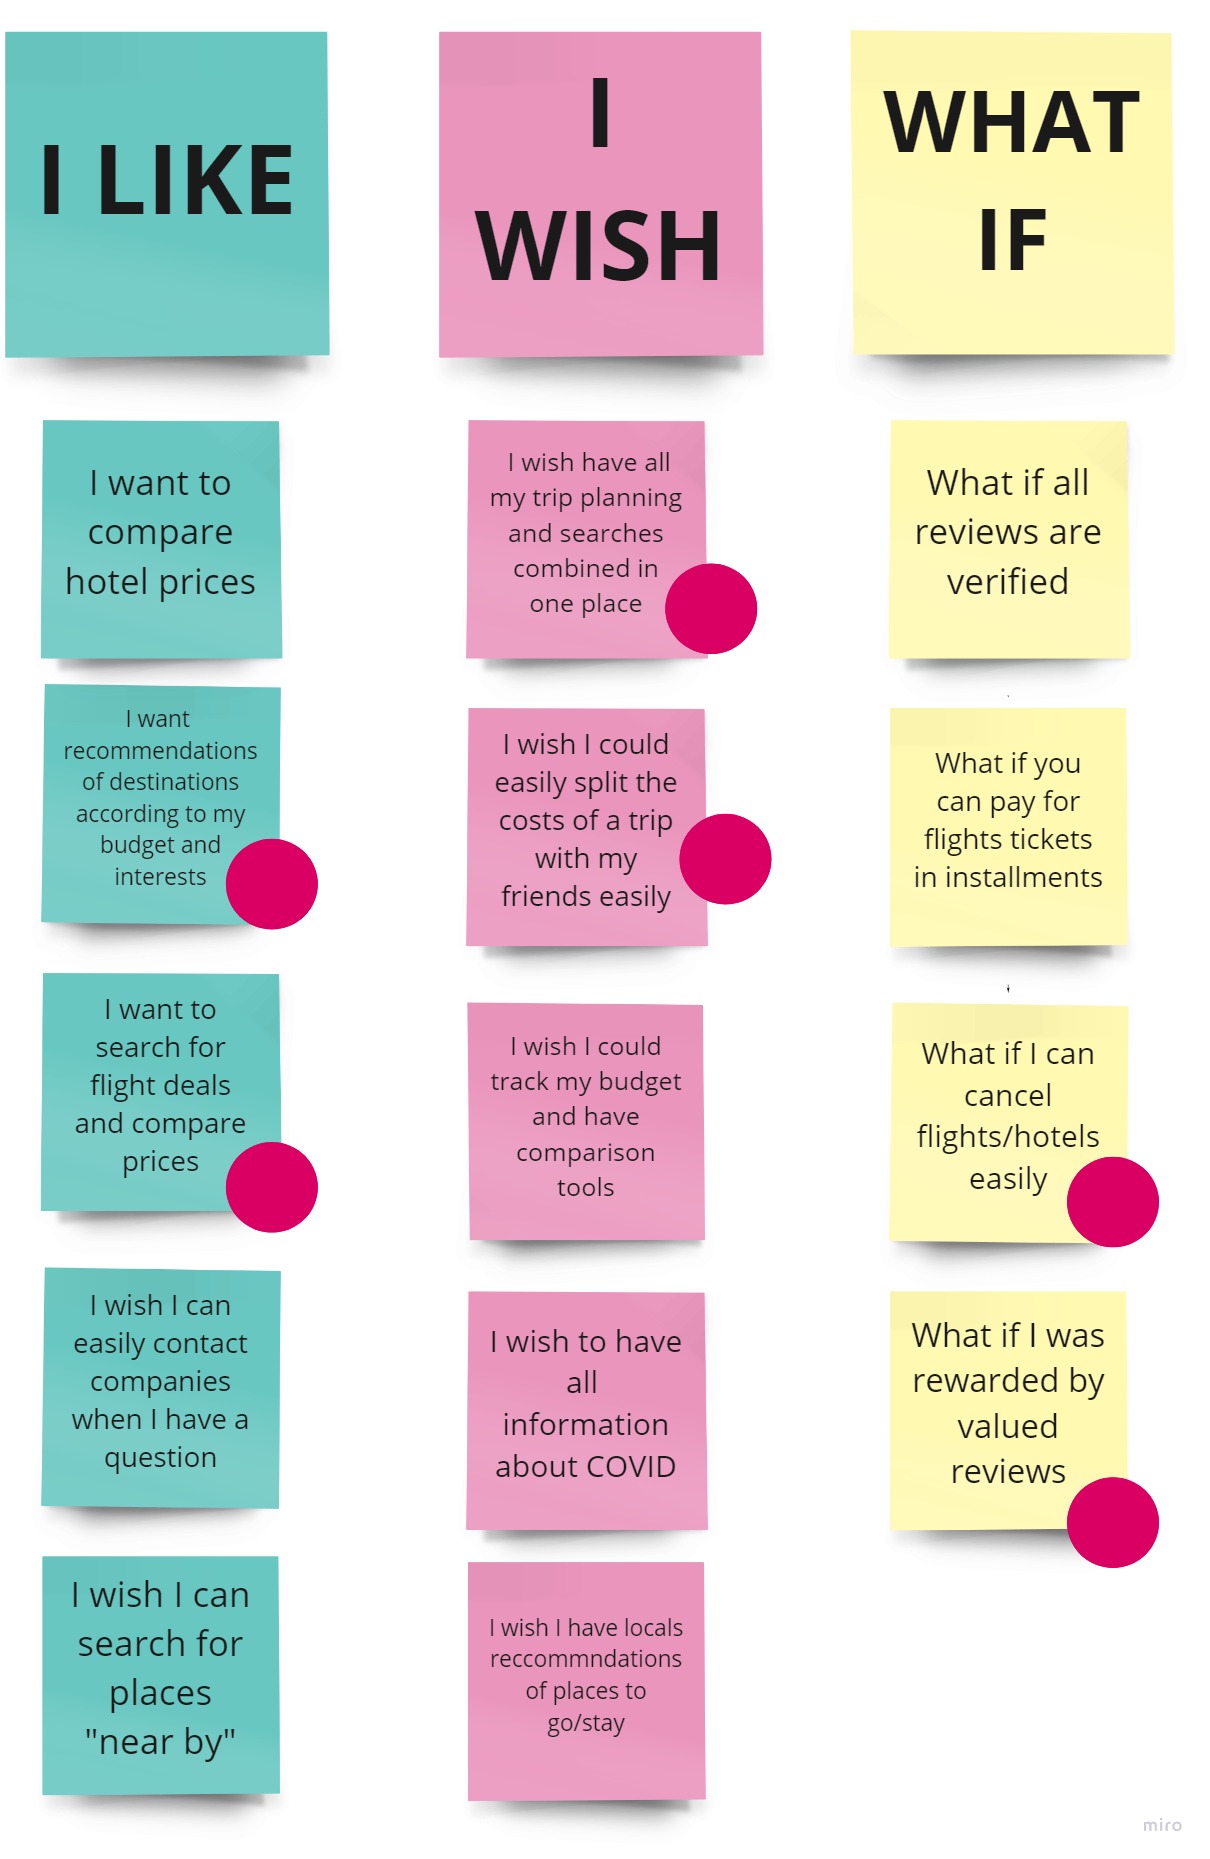 I LIKE
I want to
compare
hotel prices
I want
recommendations
of destinations
according to my
budget and
interests
I want to
search for
flight deals
and compare
prices
I wish I can
easily contact
companies
when I have a
question
I wish I can
search for
places
"near by"
I
WISH
I wish have all
my trip planning
and searches
combined in
one place
I wish I could
easily split the
costs of a trip
with my
friends easily
I wish I could
track my budget
and have
comparison
tools
I wish to have
all
information
about COVID
I wish I have locals
reccommndations
of places to
go/stay
WHAT
IF
What if all
reviews are
verified
What if you
can pay for
flights tickets
in installments
What if I can
cancel
flights/hotels
easily
What if I was
rewarded by
valued
reviews
miro